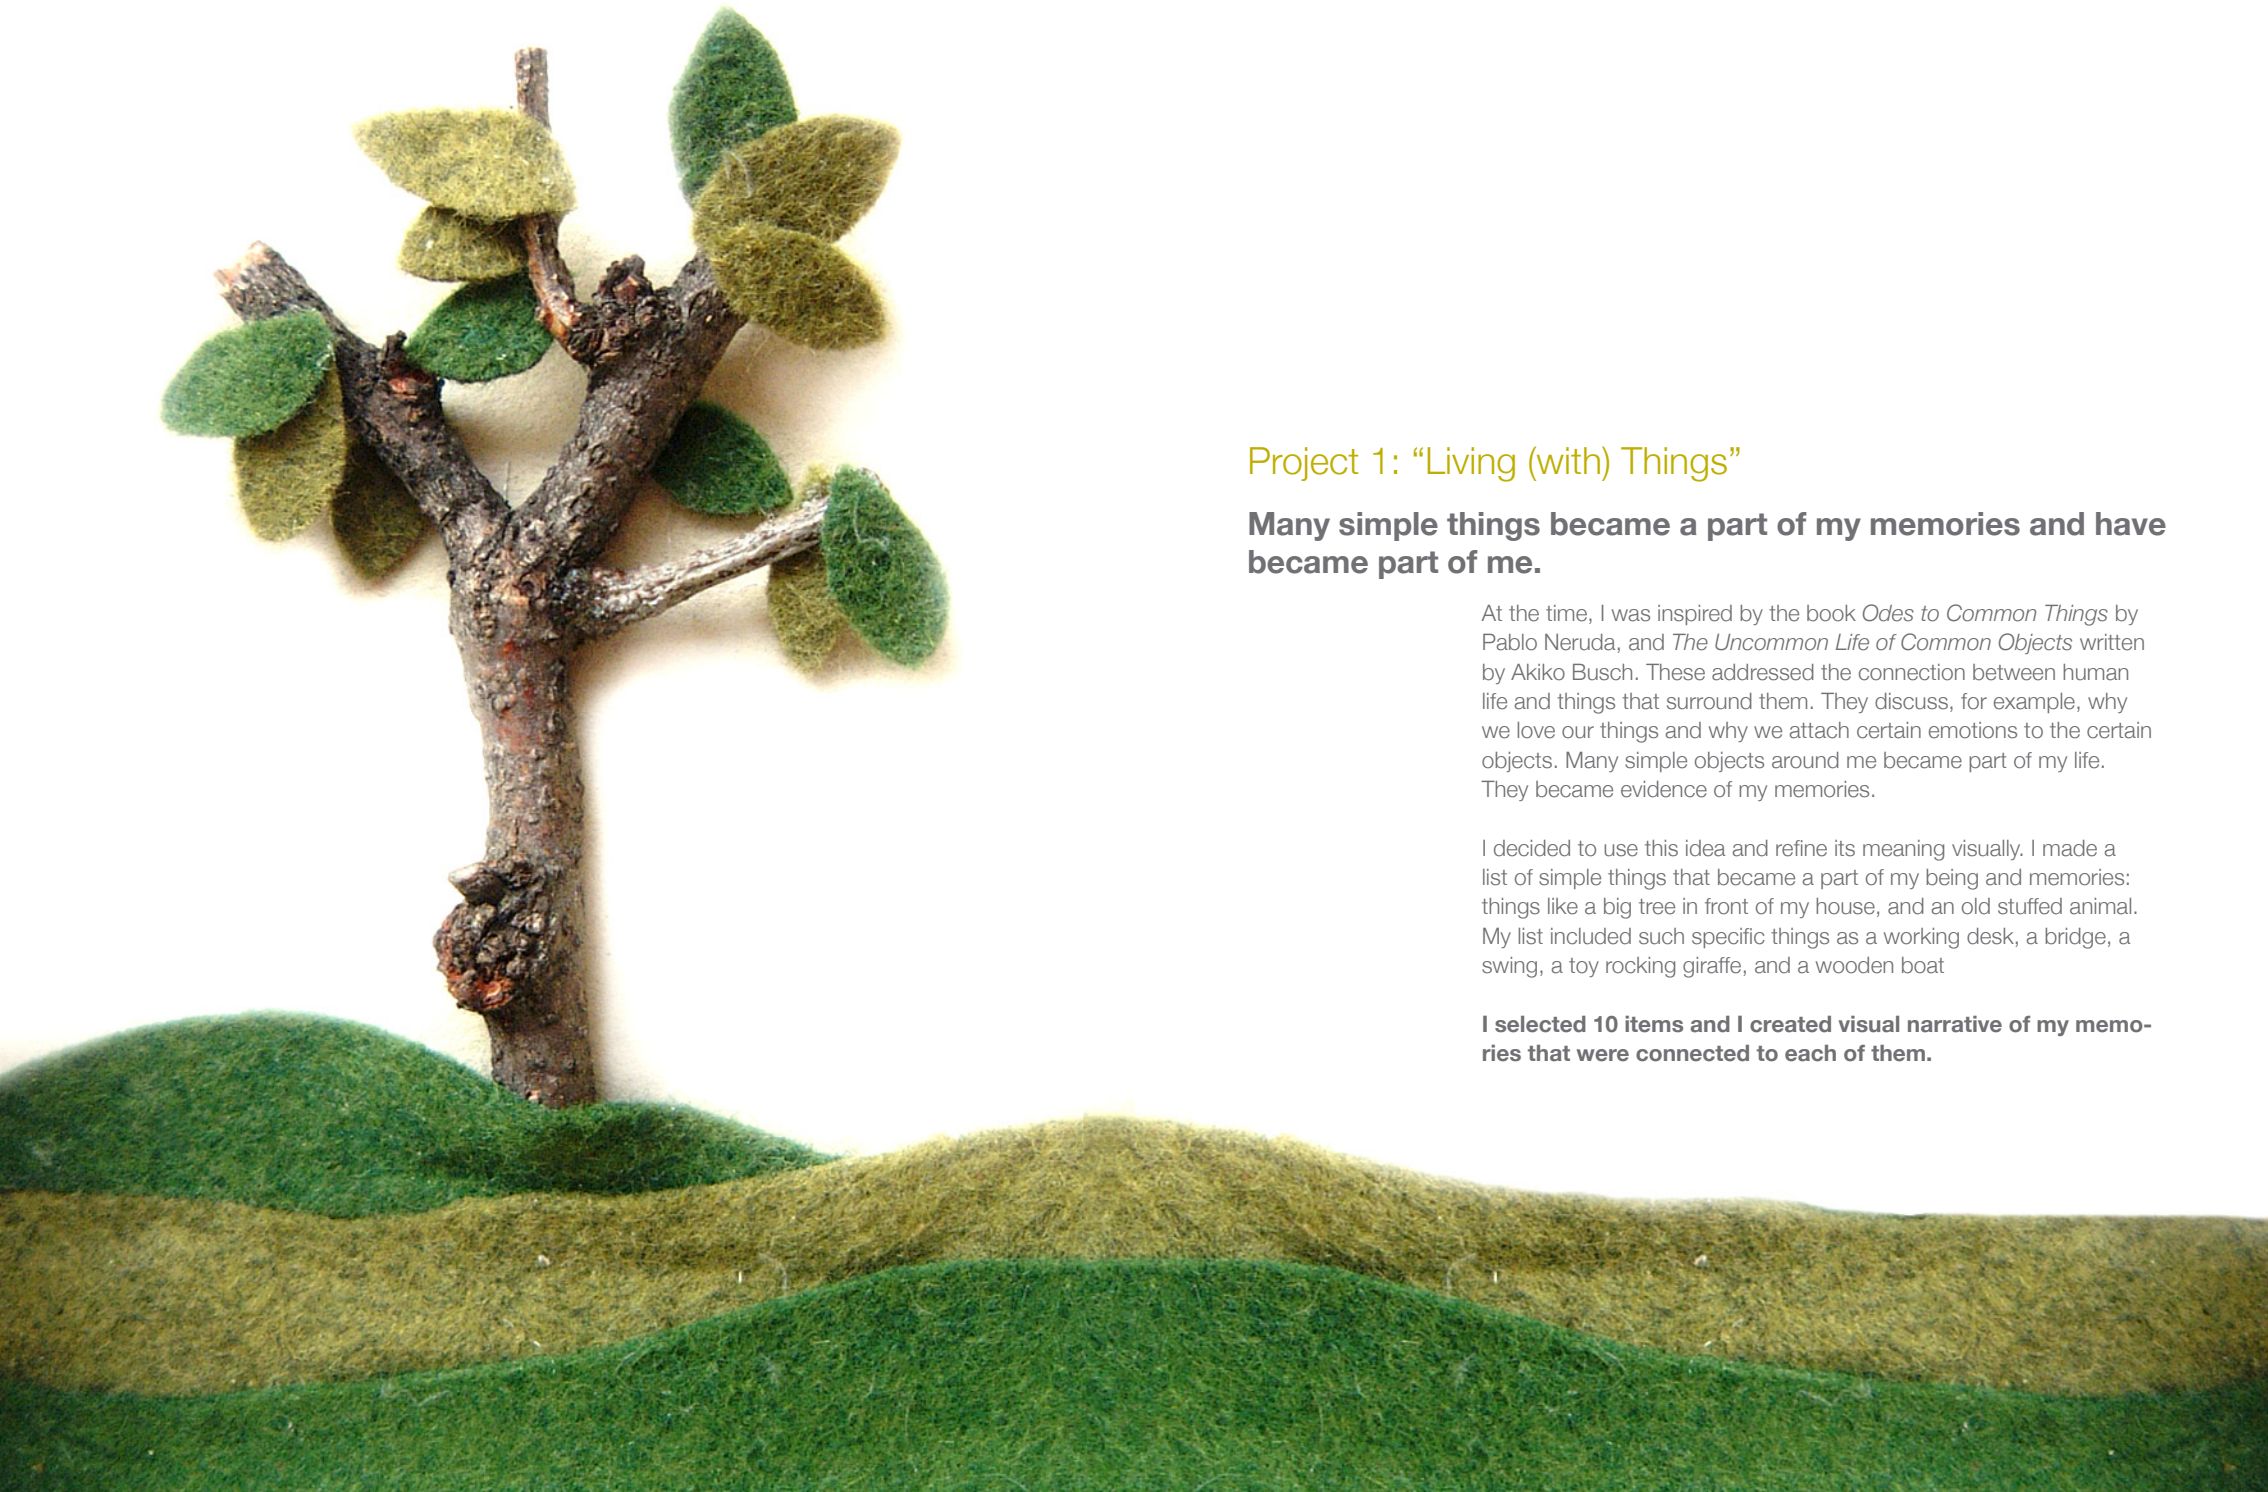 Project 1: “Living (with) Things”
Many simple things became a part of my memories and have
became part of me.
At the time, I was inspired by the book Odes to Common Things by
Pablo Neruda, and The Uncommon Life of Common Objects written
by Akiko Busch. These addressed the connection between human
life and things that surround them. They discuss, for example, why
we love our things and why we attach certain emotions to the certain
objects. Many simple objects around me became part of my life.
They became evidence of my memories.
I decided to use this idea and refine its meaning visually. I made a
list of simple things that became a part of my being and memories:
things like a big tree in front of my house, and an old stuffed animal.
My list included such specific things as a working desk, a bridge, a
swing, a toy rocking giraffe, and a wooden boat
I selected 10 items and I created visual narrative of my memo-
ries that were connected to each of them.